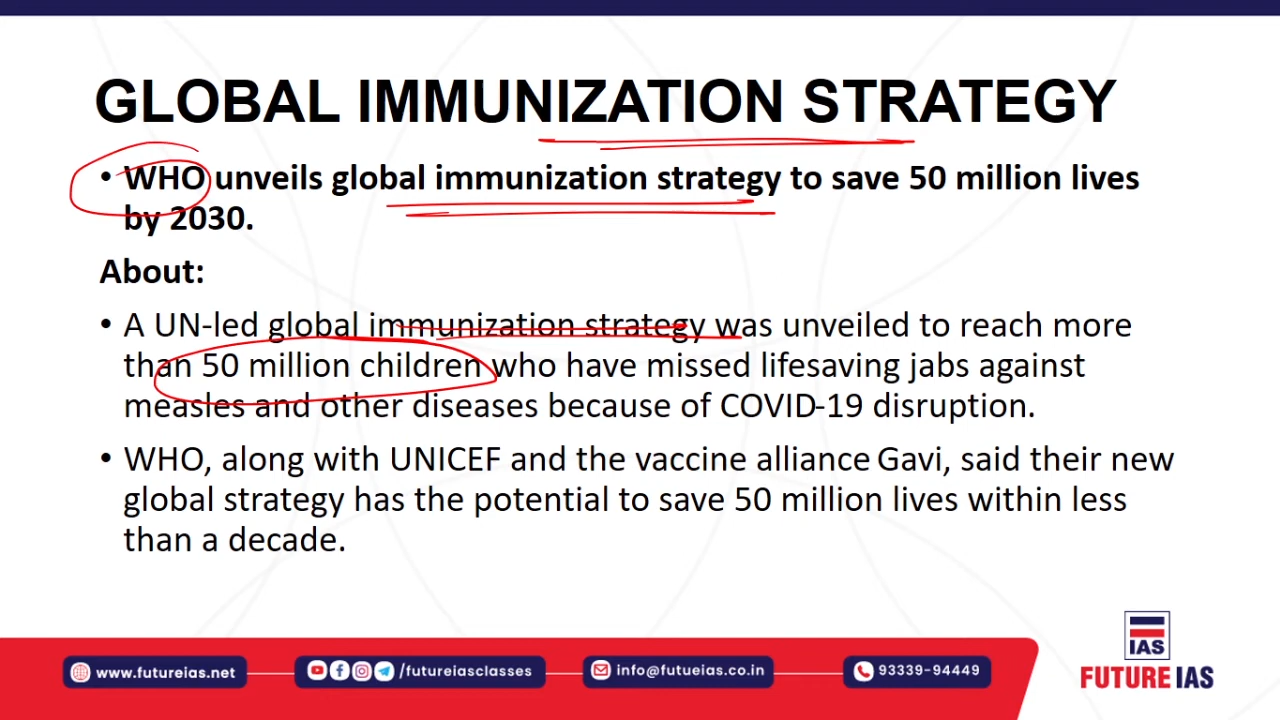 GLOBAL IMMUNIZATION STRATEGY
• WHO unveils global immunization strategy to save 50 million lives
by 2030.
About:
• A UN-led global immunization strategy was unveiled to reach more
than 50 million children who have missed lifesaving jabs against
measles and other diseases because of COVID-19 disruption.
• WHO, along with UNICEF and the vaccine alliance Gavi, said their new
global strategy has the potential to save 50 million lives within less
than a decade.
IAS
FUTURE IAS
www.futureias.net
/futureiasclasses
info@futueias.co.in
93339-94449